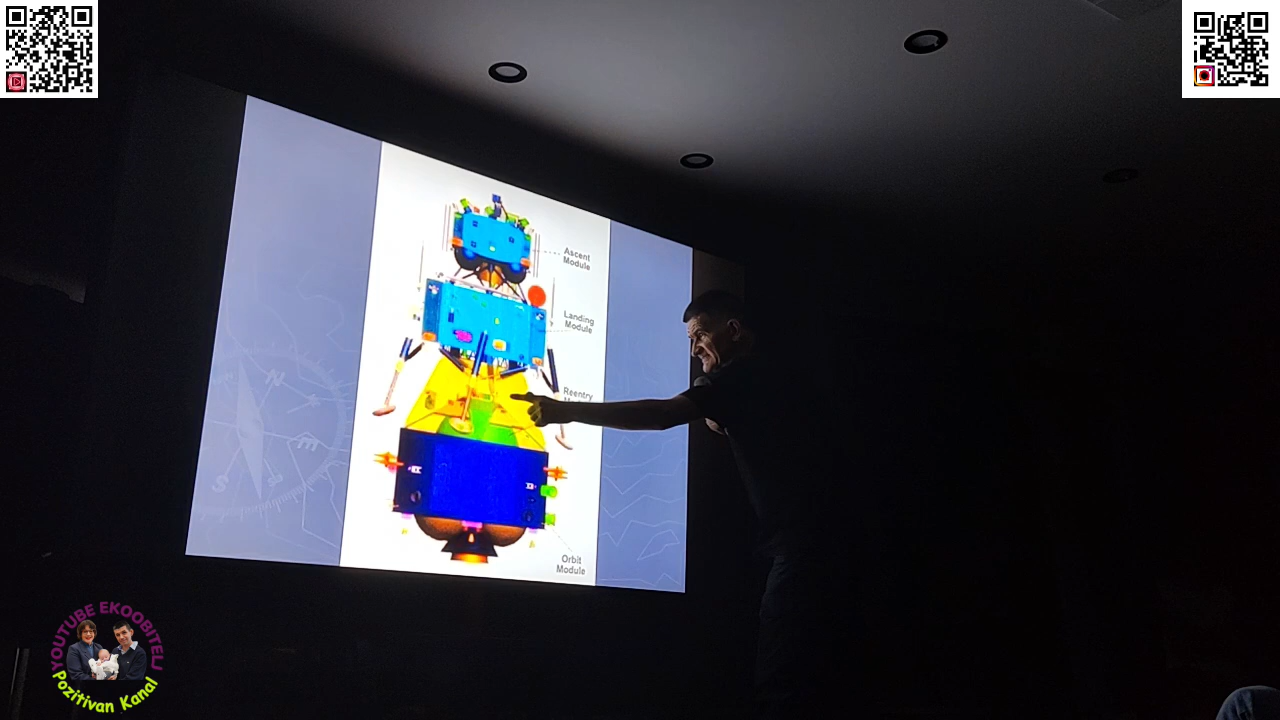 Ascent
Module
Landing
Module
Reentry
Orbit
Module
N
E
S
YOUTUBE EKOOBITELJ
Pozitivan Kanal